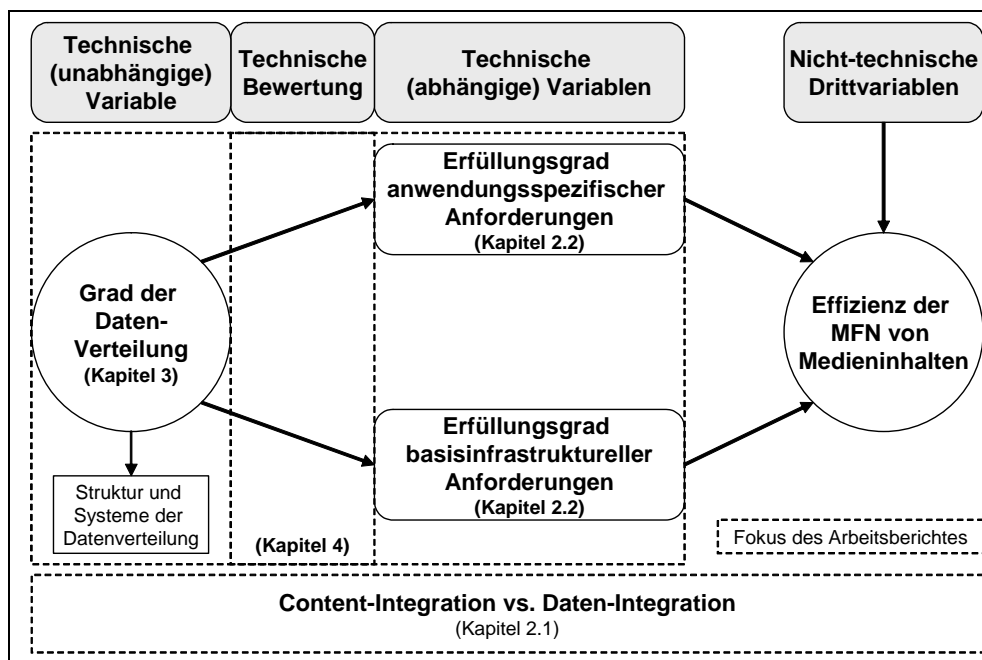 Technische
(unabhängige)
Variable
Technische
Bewertung
Technische
(abhängige) Variablen
Nicht-technische
Drittvariablen
Erfüllungsgrad
anwendungsspezifischer
Anforderungen
(Kapitel 2.2)
Grad der
Daten-
Verteilung
(Kapitel 3)
Effizienz der
MFN von
Medieninhalten
Erfüllungsgrad
basisinfrastruktureller
Anforderungen
(Kapitel 2.2)
Struktur und
Systeme der
Datenverteilung
(Kapitel 4)
Fokus des Arbeitsberichtes
Content-Integration vs. Daten-Integration
(Kapitel 2.1)